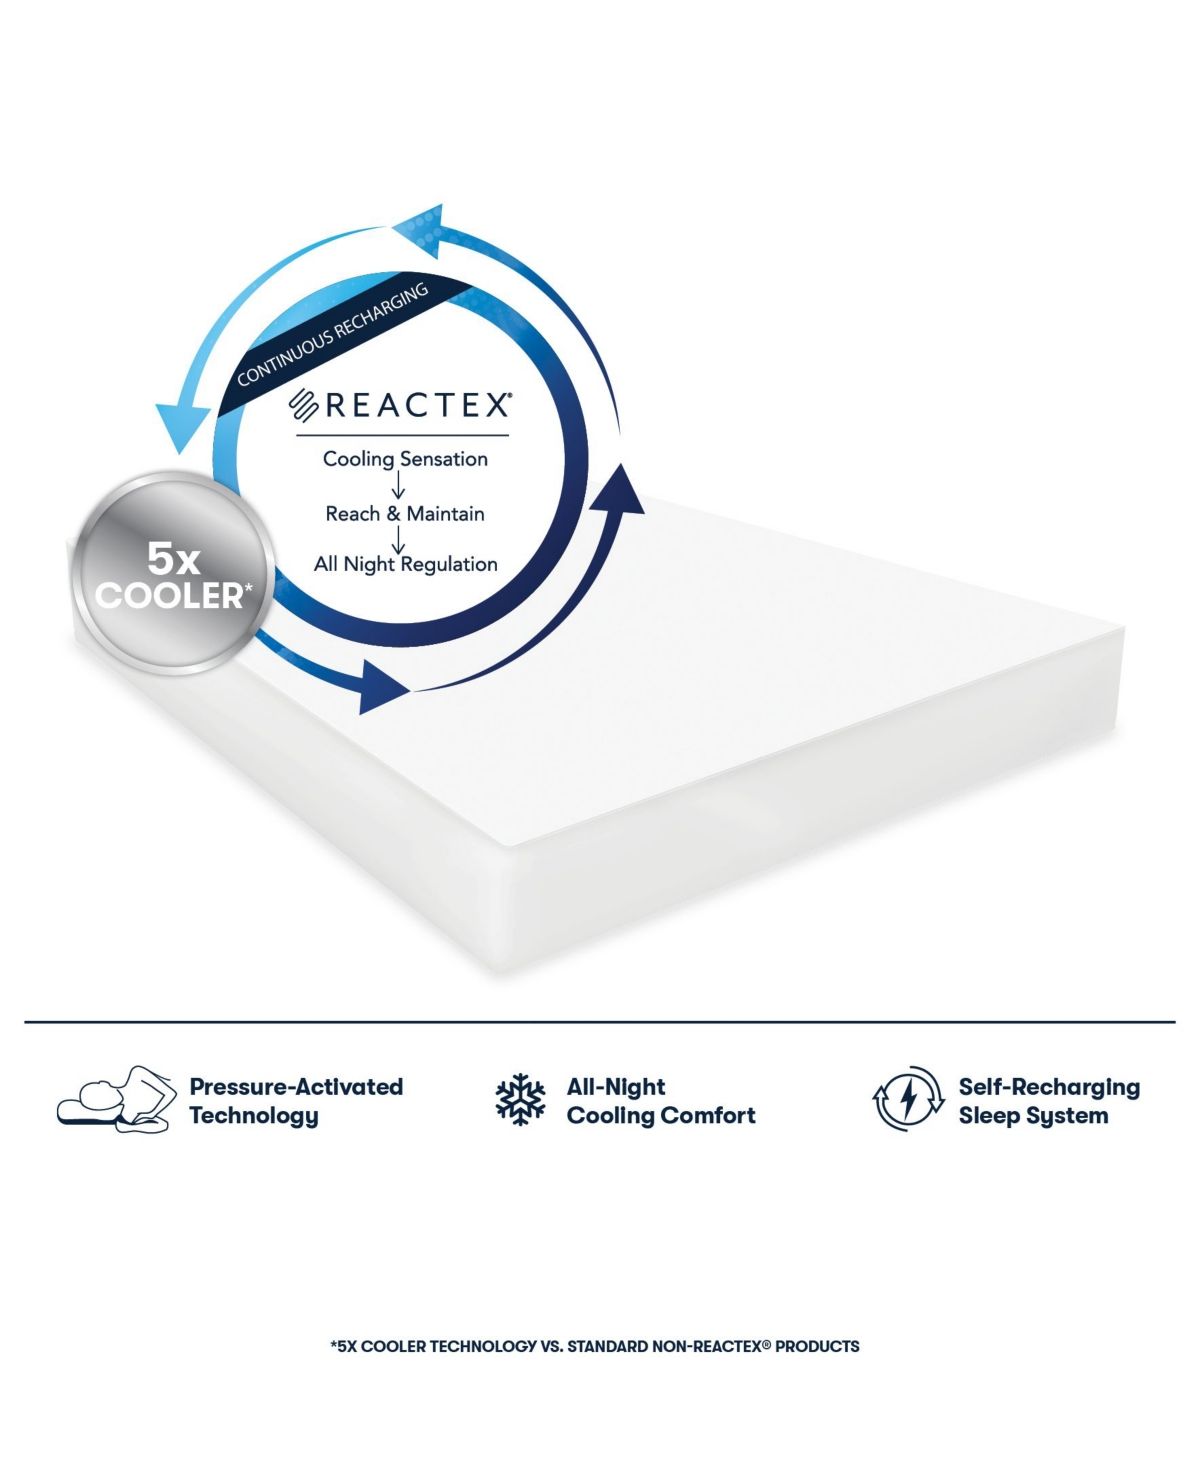 CONTINUOUS RECHARGING
REACTEX®
Cooling Sensation
Reach & Maintain
All Night Regulation
5x
COOLER*
Pressure-Activated
Technology
All-Night
Cooling Comfort
Self-Recharging
Sleep System
*5X COOLER TECHNOLOGY VS. STANDARD NON-REACTEX® PRODUCTS